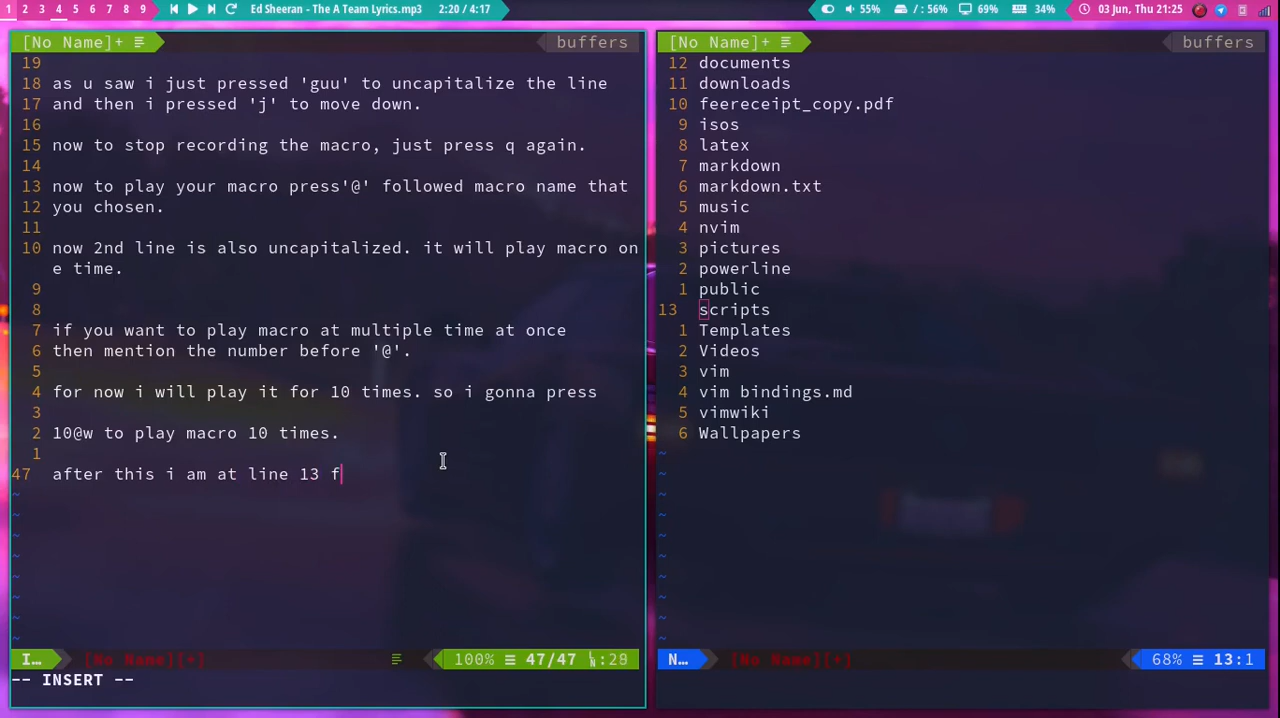 1 2 3 4 5 6 7 8 9 Ed Sheeran - The A Team Lyrics.mp3 2:20 / 4:17 55% / : 56% 69% 34% 03 Jun, Thu 21:25
[No Name]+ buffers
19
18 as u saw i just pressed 'guu' to uncapitalize the line
17 and then i pressed 'j' to move down.
16
15 now to stop recording the macro, just press q again.
14
13 now to play your macro press'@' followed macro name that
12 you chosen.
11
10 now 2nd line is also uncapitalized. it will play macro on
e time.
9
8
7 if you want to play macro at multiple time at once
6 then mention the number before '@'.
5
4 for now i will play it for 10 times. so i gonna press
3
2 10@w to play macro 10 times.
1
47 after this i am at line 13 f
~
~
~
~
~
~
~
~
I… [No Name][+] 100% 47/47 :28
-- INSERT --
[No Name]+ buffers
12 documents
11 downloads
10 feereceipt_copy.pdf
9 isos
8 latex
7 markdown
6 markdown.txt
5 music
4 nvim
3 pictures
2 powerline
1 public
13 scripts
1 Templates
2 Videos
3 vim
4 vim bindings.md
5 vimwiki
6 Wallpapers
~
~
~
~
~
~
~
~
~
~
N… [No Name][+] 68% 13:1